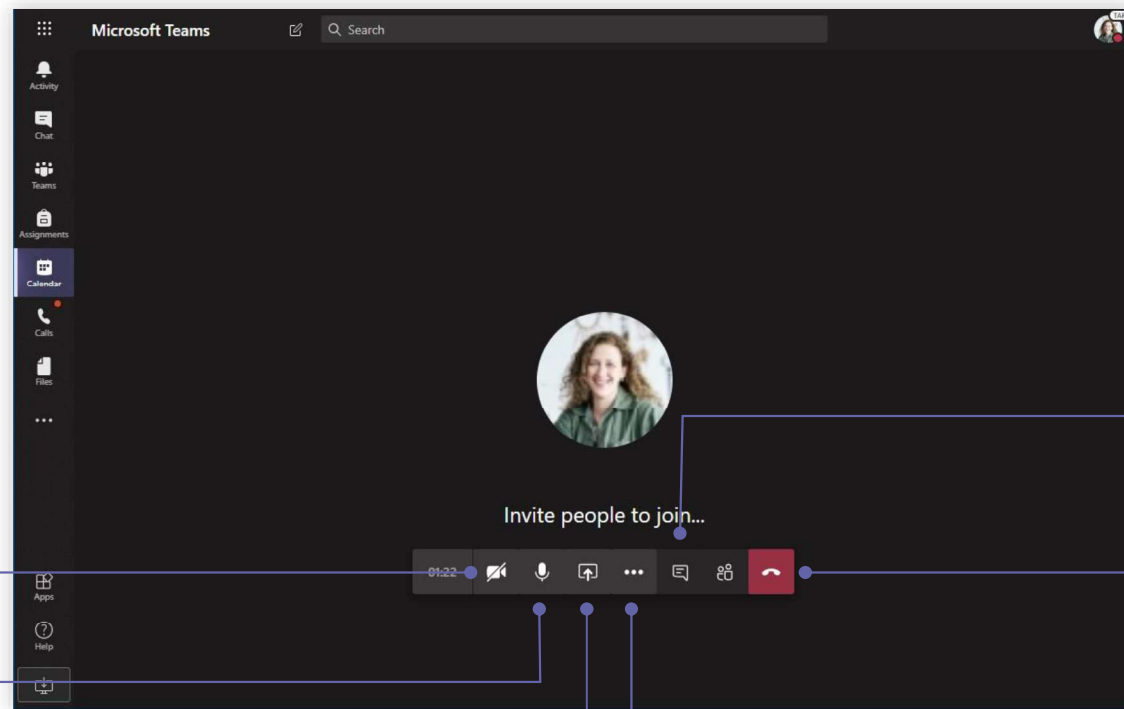 Microsoft Teams
Search
Activity
Chat
Teams
Assignments
Calendar
Calls
Files
Invite people to join...
01:22
Apps
Help